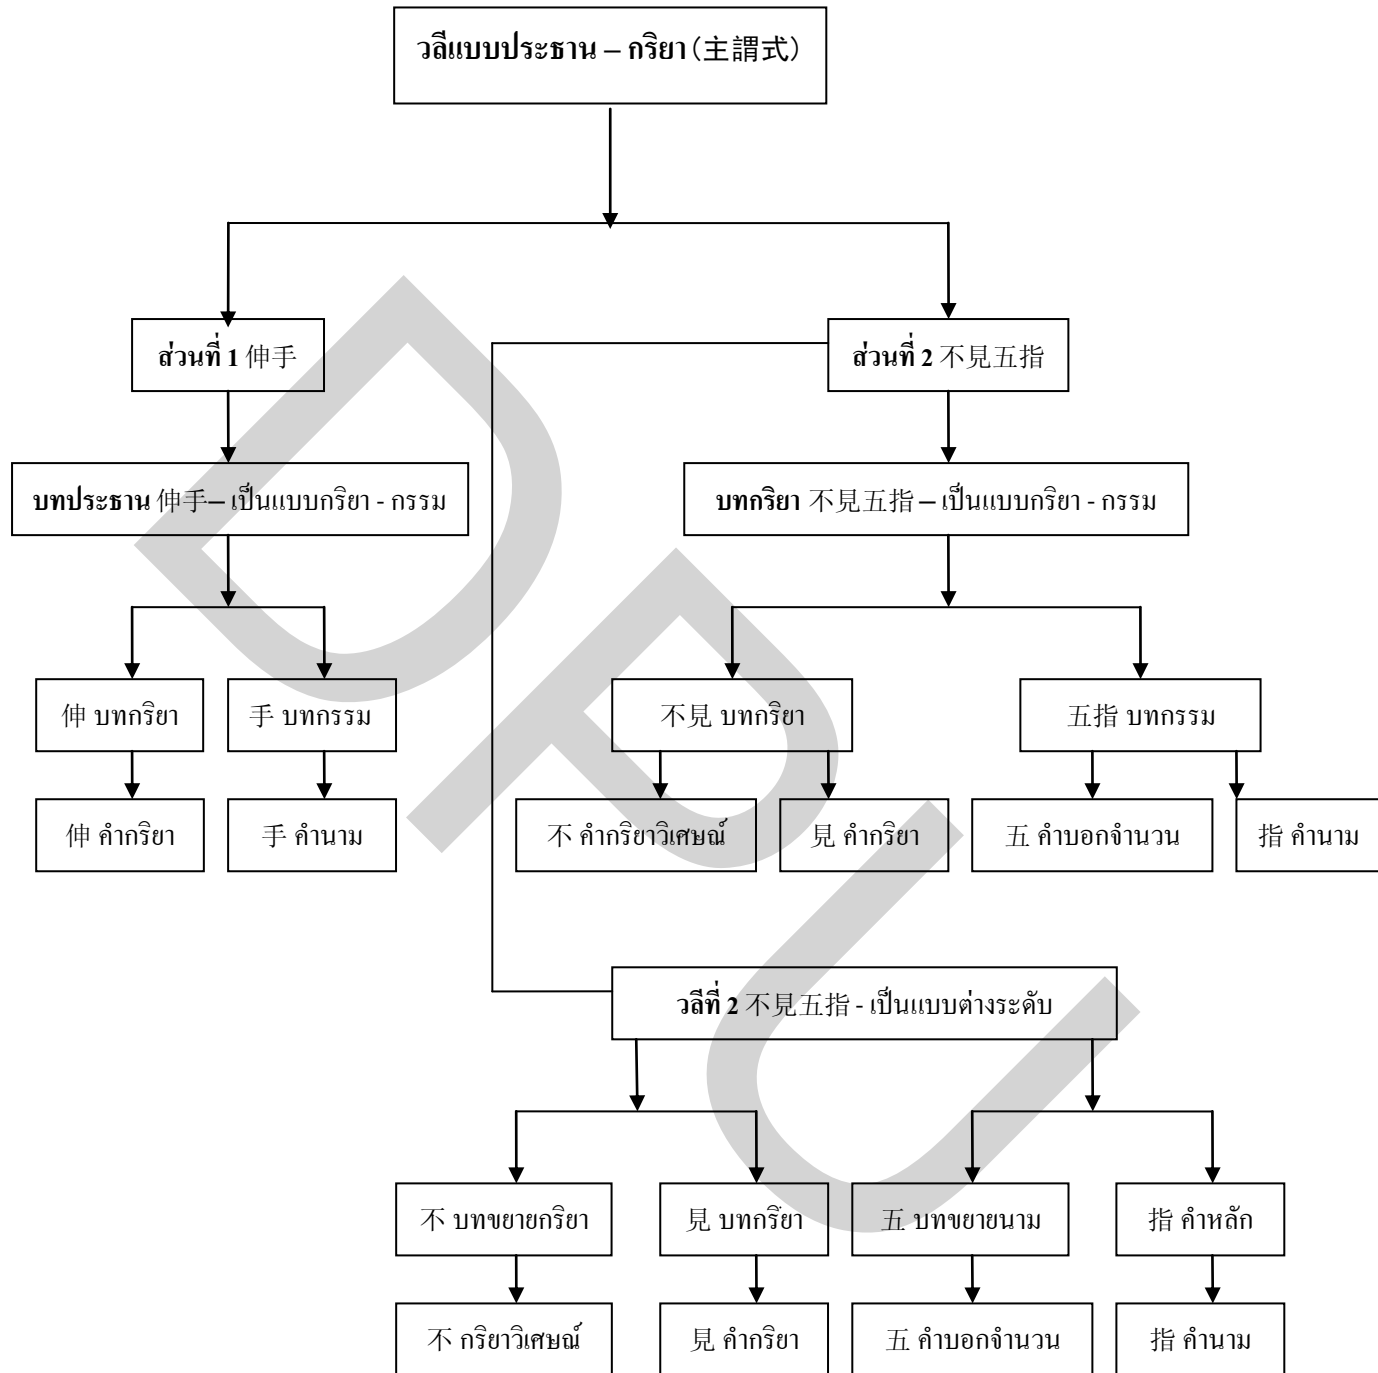 วลีแบบประธาน – กริยา (主謂式)
ส่วนที่ 1 伸手
ส่วนที่ 2 不見五指
บทประธาน 伸手– เป็นแบบกริยา - กรรม
บทกริยา 不見五指 – เป็นแบบกริยา - กรรม
伸 บทกริยา
手 บทกรรม
不見 บทกริยา
五指 บทกรรม
伸 คำกริยา
手 คำนาม
不 คำกริยาวิเศษณ์
見 คำกริยา
五 คำบอกจำนวน
指 คำนาม
วลีที่ 2 不見五指 - เป็นแบบต่างระดับ
不 บทขยายกริยา
見 บทกริยา
五 บทขยายนาม
指 คำหลัก
不 กริยาวิเศษณ์
見 คำกริยา
五 คำบอกจำนวน
指 คำนาม
DPU